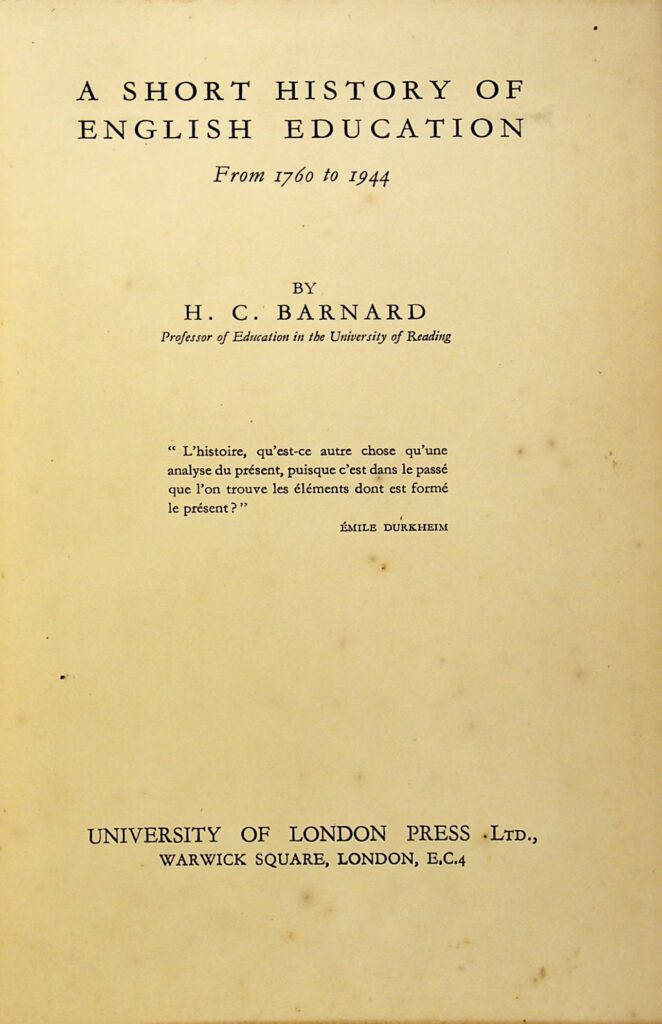 A SHORT HISTORY OF
ENGLISH EDUCATION
From 1760 to 1944
BY
H. C. BARNARD
Professor of Education in the University of Reading
“ L’histoire, qu’est-ce autre chose qu’une
analyse du présent, puisque c’est dans le passé
que l’on trouve les éléments dont est formé
le présent ? ”
ÉMILE DURKHEIM
UNIVERSITY OF LONDON PRESS LTD.,
WARWICK SQUARE, LONDON, E.C.4